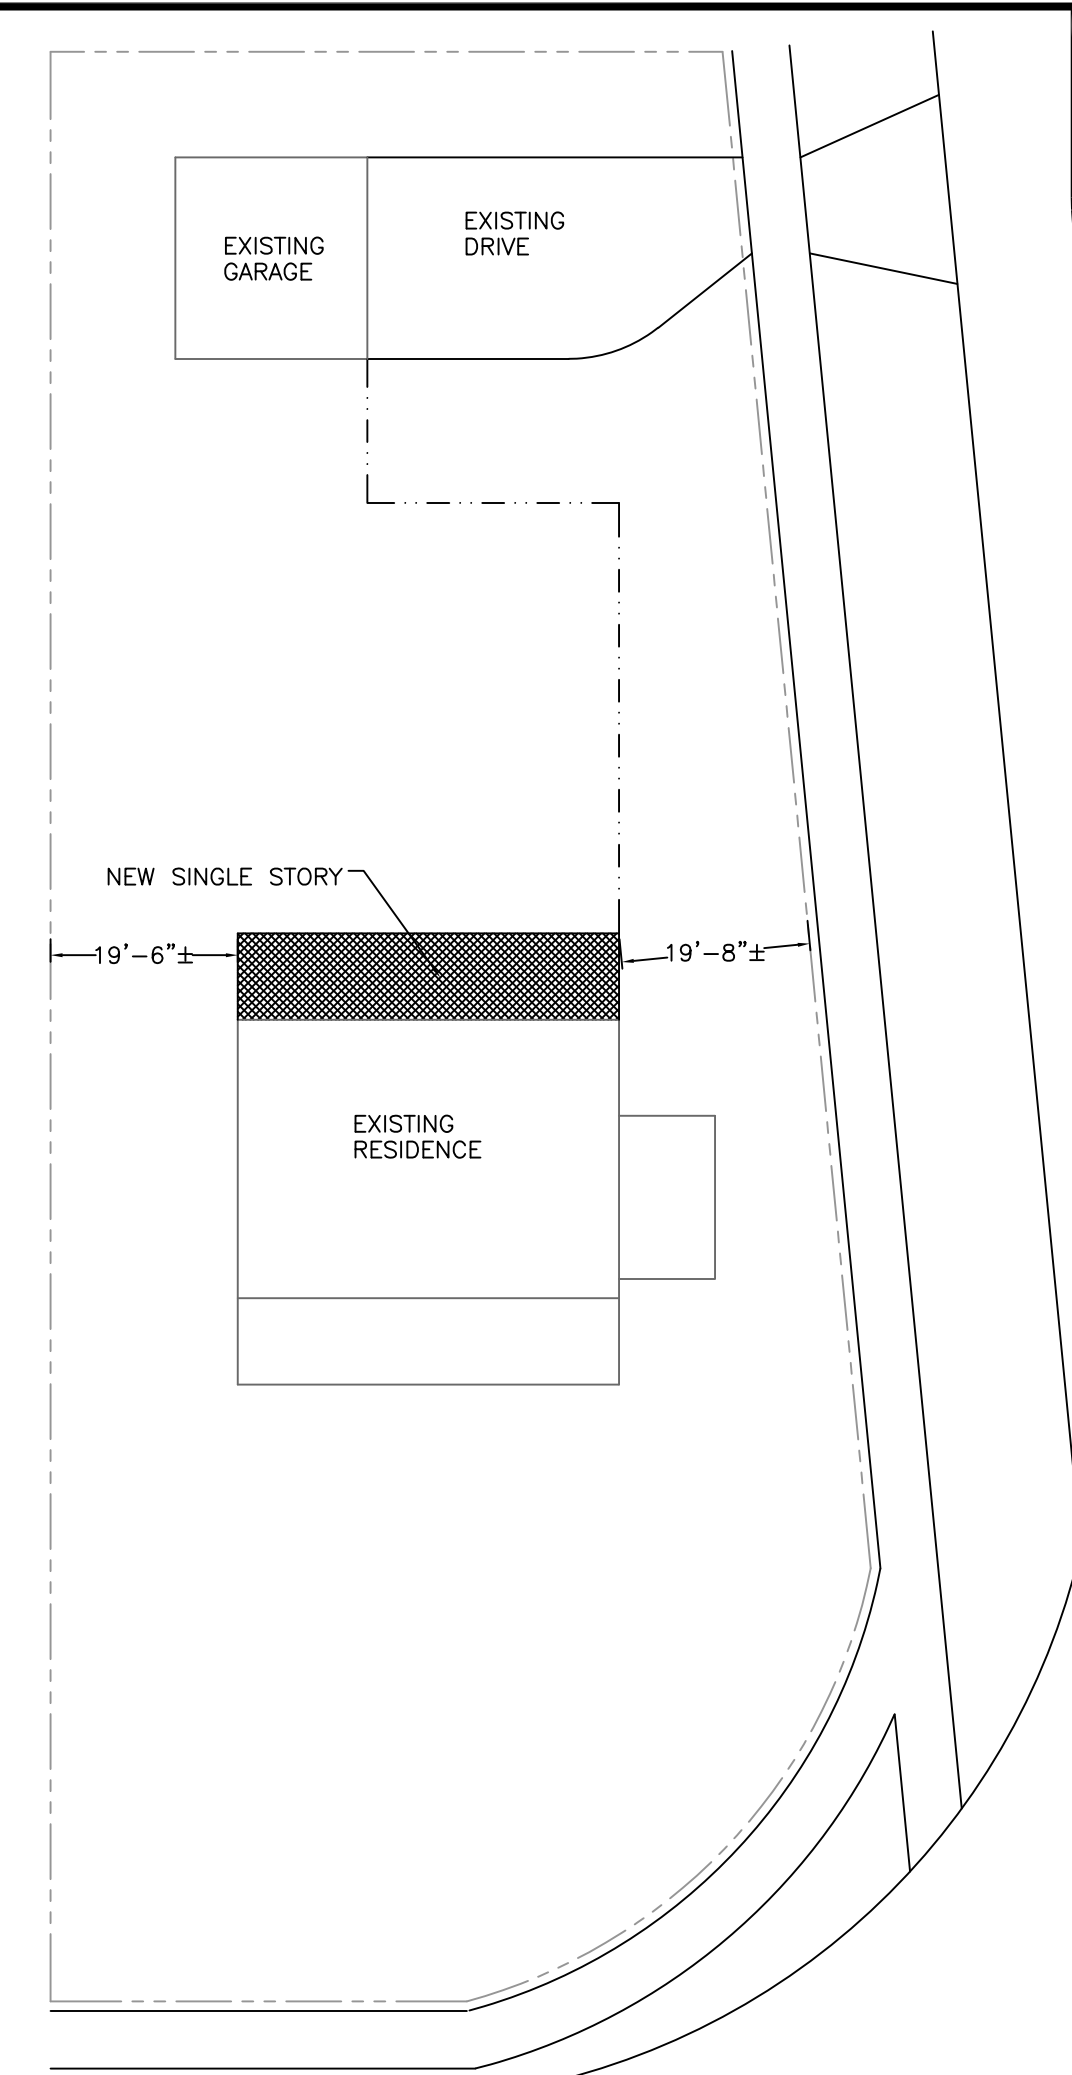 EXISTING
DRIVE
EXISTING
GARAGE
NEW SINGLE STORY
19'-6"±
19'-8"±
EXISTING
RESIDENCE